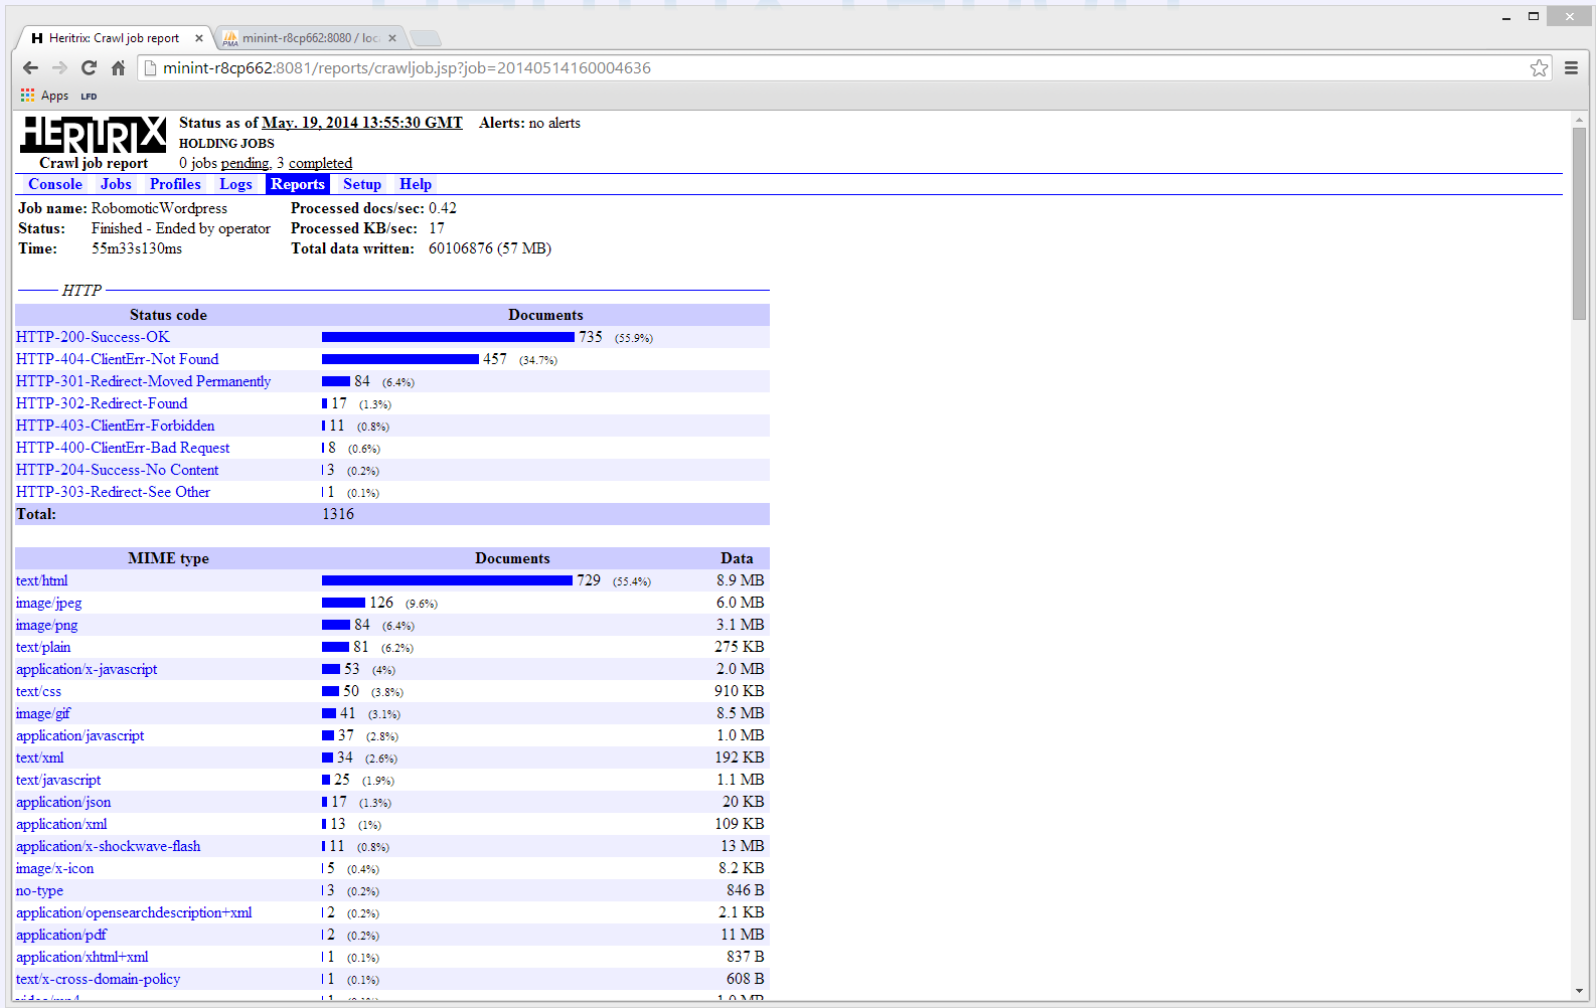 Heritrix: Crawl job report
minint-r8cp662:8080 / loc
minint-r8cp662:8081/reports/crawljob.jsp?job=20140514160004636
Apps LFD
HERITRIX Status as of May. 19, 2014 13:55:30 GMT Alerts: no alerts
HOLDING JOBS
Crawl job report 0 jobs pending, 3 completed
Console Jobs Profiles Logs Reports Setup Help
Job name: RobomoticWordpress Processed docs/sec: 0.42
Status: Finished - Ended by operator Processed KB/sec: 17
Time: 55m33s130ms Total data written: 60106876 (57 MB)
HTTP
Status code Documents
HTTP-200-Success-OK 735 (55.9%)
HTTP-404-ClientErr-Not Found 457 (34.7%)
HTTP-301-Redirect-Moved Permanently 84 (6.4%)
HTTP-302-Redirect-Found 17 (1.3%)
HTTP-403-ClientErr-Forbidden 11 (0.8%)
HTTP-400-ClientErr-Bad Request 8 (0.6%)
HTTP-204-Success-No Content 3 (0.2%)
HTTP-303-Redirect-See Other 1 (0.1%)
Total: 1316
MIME type Documents Data
text/html 729 (55.4%) 8.9 MB
image/jpeg 126 (9.6%) 6.0 MB
image/png 84 (6.4%) 3.1 MB
text/plain 81 (6.2%) 275 KB
application/x-javascript 53 (4%) 2.0 MB
text/css 50 (3.8%) 910 KB
image/gif 41 (3.1%) 8.5 MB
application/javascript 37 (2.8%) 1.0 MB
text/xml 34 (2.6%) 192 KB
text/javascript 25 (1.9%) 1.1 MB
application/json 17 (1.3%) 20 KB
application/xml 13 (1%) 109 KB
application/x-shockwave-flash 11 (0.8%) 13 MB
image/x-icon 5 (0.4%) 8.2 KB
no-type 3 (0.2%) 846 B
application/opensearchdescription+xml 2 (0.2%) 2.1 KB
application/pdf 2 (0.2%) 11 MB
application/xhtml+xml 1 (0.1%) 837 B
text/x-cross-domain-policy 1 (0.1%) 608 B